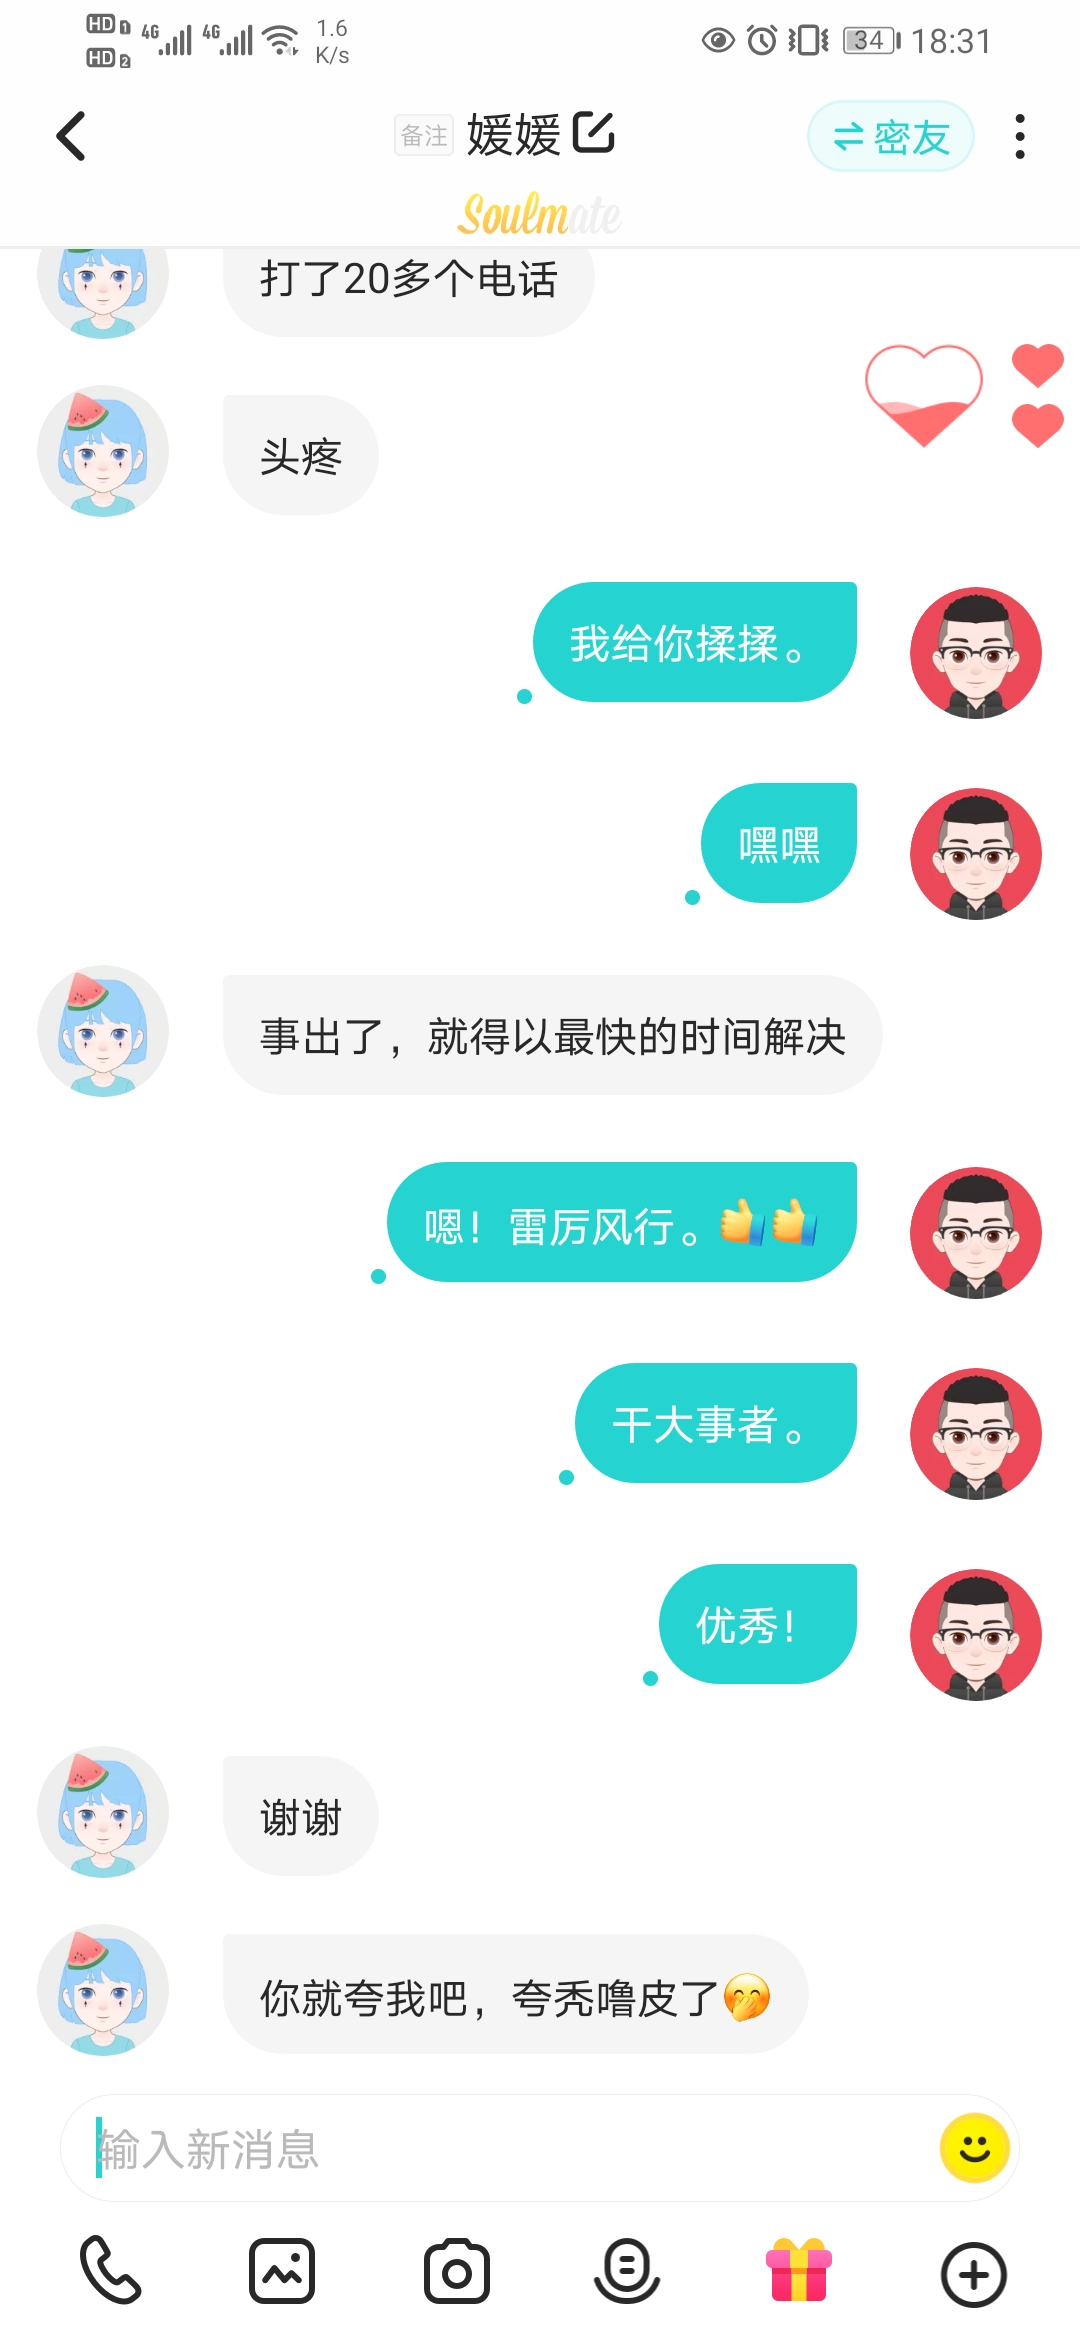 HD 1 4G 4G 1.6
HD 2 K/s
34 18:31
备注 媛媛 密友
Soulmate
打了20多个电话
头疼
我给你揉揉。
嘿嘿
事出了，就得以最快的时间解决
嗯！雷厉风行。👍👍
干大事者。
优秀！
谢谢
你就夸我吧，夸秃噜皮了🤭
输入新消息